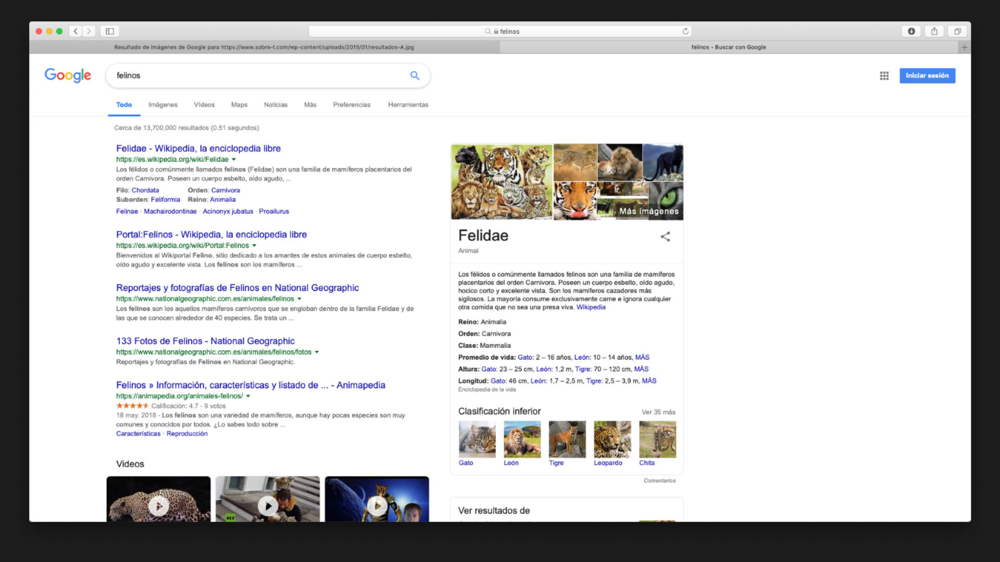 felinos
Resultado de imágenes de Google para https://www.sobre-t.com/wp-content/uploads/2015/01/resultados-A.jpg
felinos - Buscar con Google
Google
felinos
Iniciar sesión
Todo Imágenes Vídeos Maps Noticias Más Preferencias Herramientas
Cerca de 13,700,000 resultados (0.51 segundos)
Felidae - Wikipedia, la enciclopedia libre
https://es.wikipedia.org/wiki/Felidae
Los félidos o comúnmente llamados felinos (Felidae) son una familia de mamíferos placentarios del
orden Carnivora. Poseen un cuerpo esbelto, oído agudo, ...
Filo: Chordata Orden: Carnivora
Suborden: Feliformia Reino: Animalia
Felinae · Machairodontinae · Acinonyx jubatus · Proailurus
Portal:Felinos - Wikipedia, la enciclopedia libre
https://es.wikipedia.org/wiki/Portal:Felinos
Bienvenidos al Wikiportal Felino, sitio dedicado a los amantes de estos animales de cuerpo esbelto,
oído agudo y excelente vista. Los felinos son los mamíferos ...
Reportajes y fotografías de Felinos en National Geographic
https://www.nationalgeographic.com.es/animales/felinos
Los felinos son los aquellos mamíferos carnívoros que se engloban dentro de la familia Felidae y de
las que se conocen alrededor de 40 especies. Se trata un ...
133 Fotos de Felinos - National Geographic
https://www.nationalgeographic.com.es/animales/felinos/fotos
Reportajes y fotografías de Felinos en National Geographic.
Felinos » Información, características y listado de ... - Animapedia
https://animapedia.org/animales-felinos/
Calificación: 4.7 - 9 votos
18 may. 2018 - Los felinos son una variedad de mamíferos, aunque hay pocas especies son muy
comunes y conocidos por todos. ¿Lo sabes todo sobre ...
Características · Reproducción
Videos
RT
Más imágenes
Felidae
Animal
Los félidos o comúnmente llamados felinos son una familia de mamíferos
placentarios del orden Carnivora. Poseen un cuerpo esbelto, oído agudo,
hocico corto y excelente vista. Son los mamíferos cazadores más
sigilosos. La mayoría consume exclusivamente carne e ignora cualquier
otra comida que no sea una presa viva. Wikipedia
Reino: Animalia
Orden: Carnivora
Clase: Mammalia
Promedio de vida: Gato: 2 – 16 años, León: 10 – 14 años, MÁS
Altura: Gato: 23 – 25 cm, León: 1,2 m, Tigre: 70 – 120 cm, MÁS
Longitud: Gato: 46 cm, León: 1,7 – 2,5 m, Tigre: 2,5 – 3,9 m, MÁS
Enciclopedia de la vida
Clasificación inferior Ver 35 más
Gato León Tigre Leopardo Chita
Comentarios
Ver resultados de